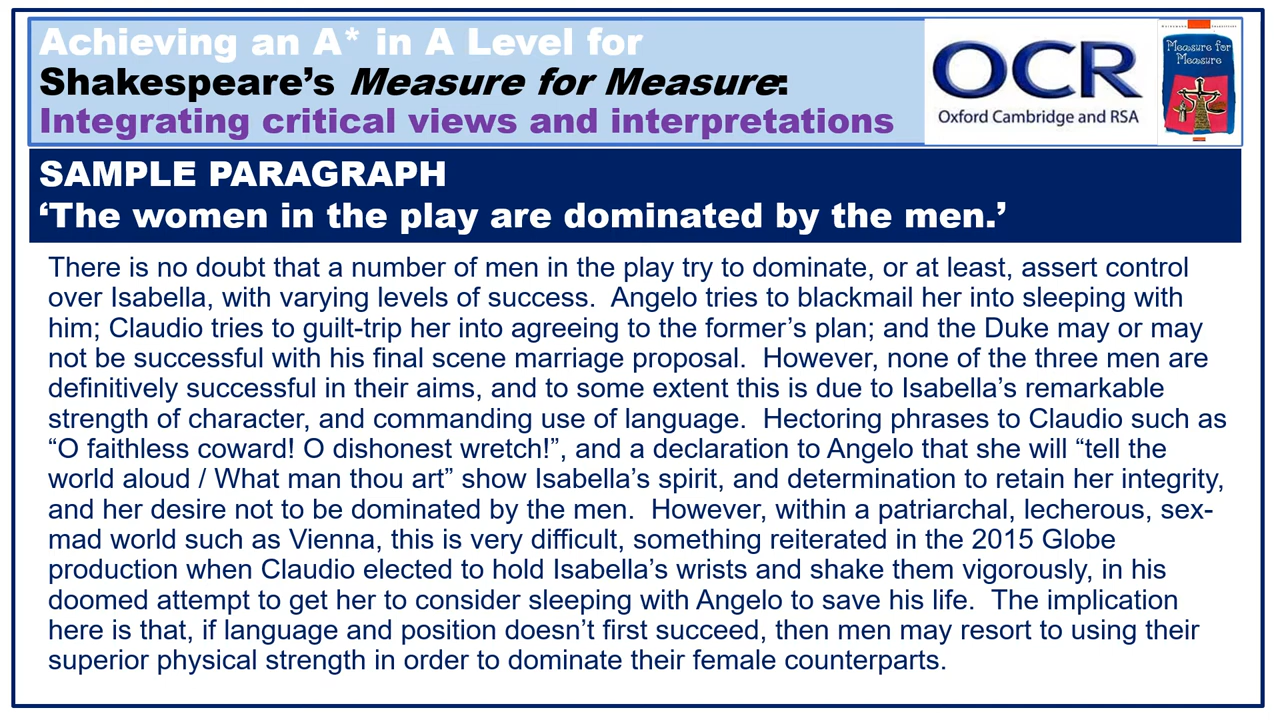 Achieving an A* in A Level for
Shakespeare’s Measure for Measure:
Integrating critical views and interpretations
OCR
Oxford Cambridge and RSA
Measure for
Measure
SAMPLE PARAGRAPH
‘The women in the play are dominated by the men.’
There is no doubt that a number of men in the play try to dominate, or at least, assert control
over Isabella, with varying levels of success.  Angelo tries to blackmail her into sleeping with
him; Claudio tries to guilt-trip her into agreeing to the former’s plan; and the Duke may or may
not be successful with his final scene marriage proposal.  However, none of the three men are
definitively successful in their aims, and to some extent this is due to Isabella’s remarkable
strength of character, and commanding use of language.  Hectoring phrases to Claudio such as
“O faithless coward! O dishonest wretch!”, and a declaration to Angelo that she will “tell the
world aloud / What man thou art” show Isabella’s spirit, and determination to retain her integrity,
and her desire not to be dominated by the men.  However, within a patriarchal, lecherous, sex-
mad world such as Vienna, this is very difficult, something reiterated in the 2015 Globe
production when Claudio elected to hold Isabella’s wrists and shake them vigorously, in his
doomed attempt to get her to consider sleeping with Angelo to save his life.  The implication
here is that, if language and position doesn’t first succeed, then men may resort to using their
superior physical strength in order to dominate their female counterparts.